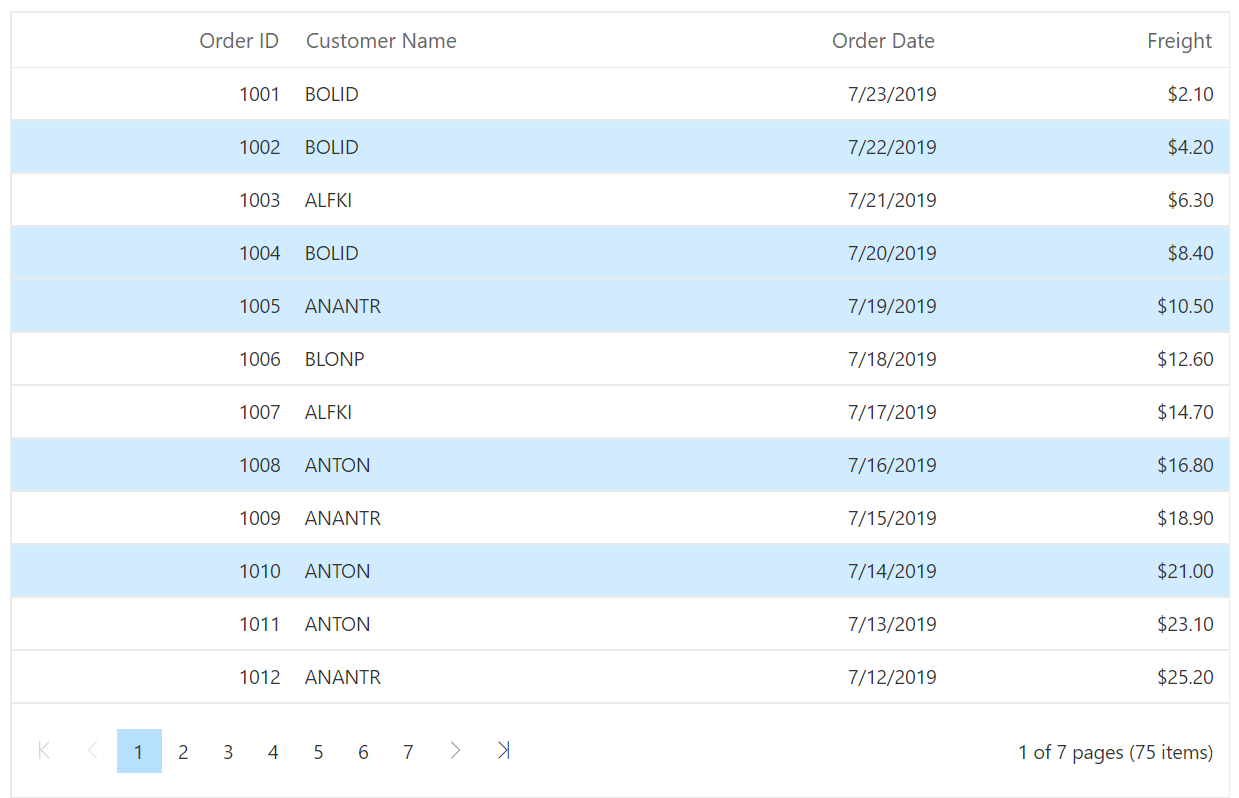 Order ID Customer Name Order Date Freight
1001 BOLID 7/23/2019 $2.10
1002 BOLID 7/22/2019 $4.20
1003 ALFKI 7/21/2019 $6.30
1004 BOLID 7/20/2019 $8.40
1005 ANANTR 7/19/2019 $10.50
1006 BLONP 7/18/2019 $12.60
1007 ALFKI 7/17/2019 $14.70
1008 ANTON 7/16/2019 $16.80
1009 ANANTR 7/15/2019 $18.90
1010 ANTON 7/14/2019 $21.00
1011 ANTON 7/13/2019 $23.10
1012 ANANTR 7/12/2019 $25.20
1 2 3 4 5 6 7 1 of 7 pages (75 items)